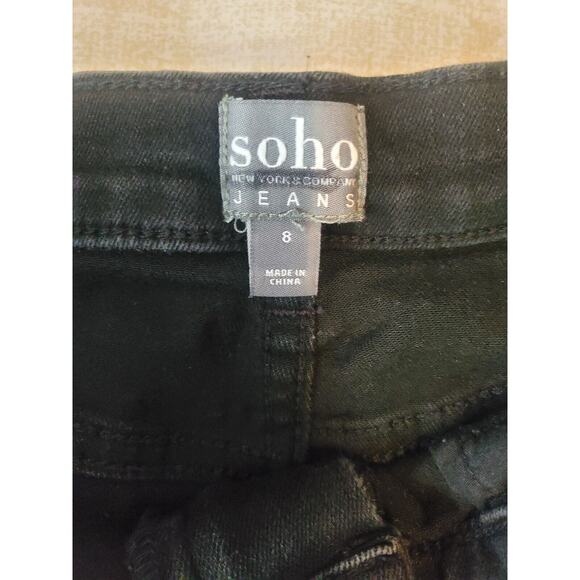 soho
NEW YORK & COMPANY
JEANS
8
MADE IN
CHINA